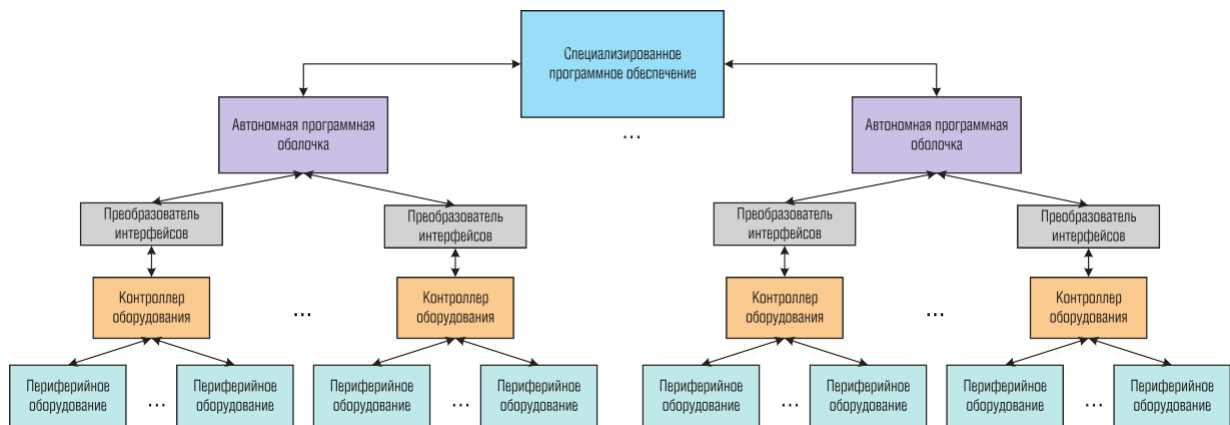 Специализированное
программное обеспечение
Автономная программная
оболочка
...
Автономная программная
оболочка
Преобразователь
интерфейсов
Преобразователь
интерфейсов
Преобразователь
интерфейсов
Преобразователь
интерфейсов
Контроллер
оборудования
...
Контроллер
оборудования
Контроллер
оборудования
...
Контроллер
оборудования
Периферийное
оборудование
...
Периферийное
оборудование
Периферийное
оборудование
...
Периферийное
оборудование
Периферийное
оборудование
...
Периферийное
оборудование
Периферийное
оборудование
...
Периферийное
оборудование